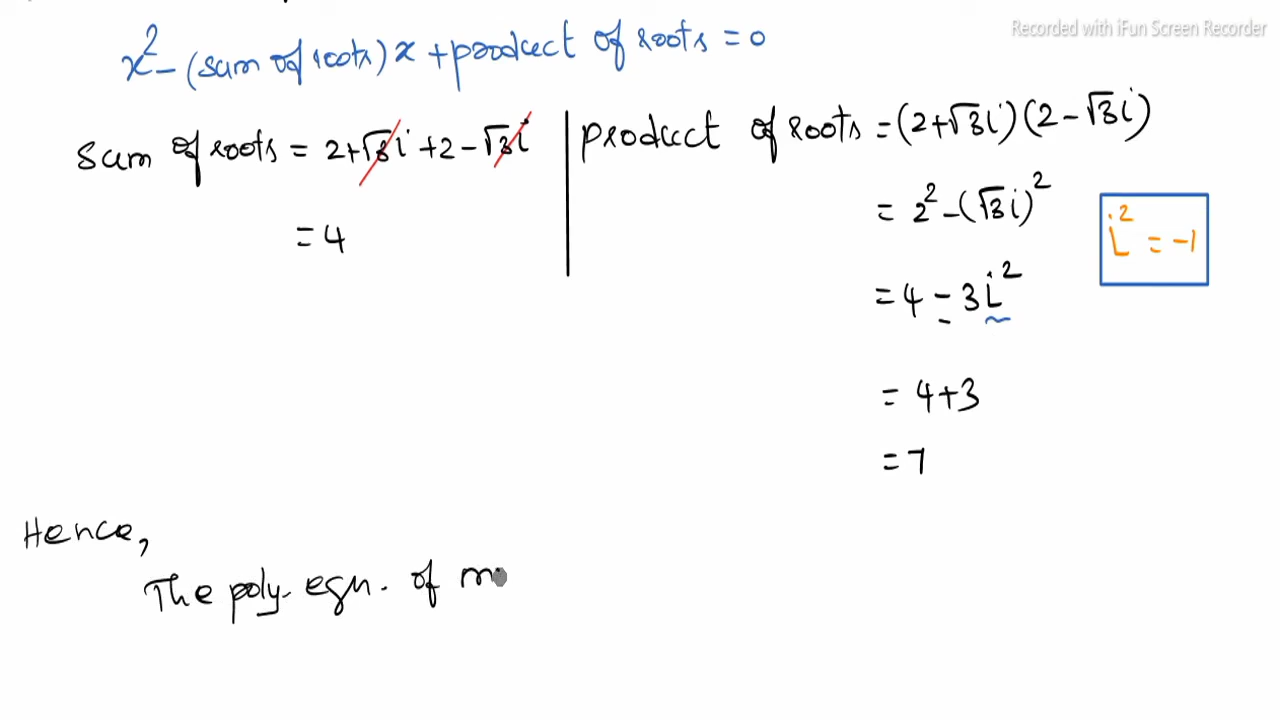 Recorded with iFun Screen Recorder
x² - (sum of roots) x + product of roots = 0
sum of roots = 2+√3i +2 - √3i
= 4
product of roots = (2+√3i)(2-√3i)
= 2² - (√3i)²
= 4 - 3i²
= 4+3
= 7
i² = -1
Hence,
The poly. eqn. of m